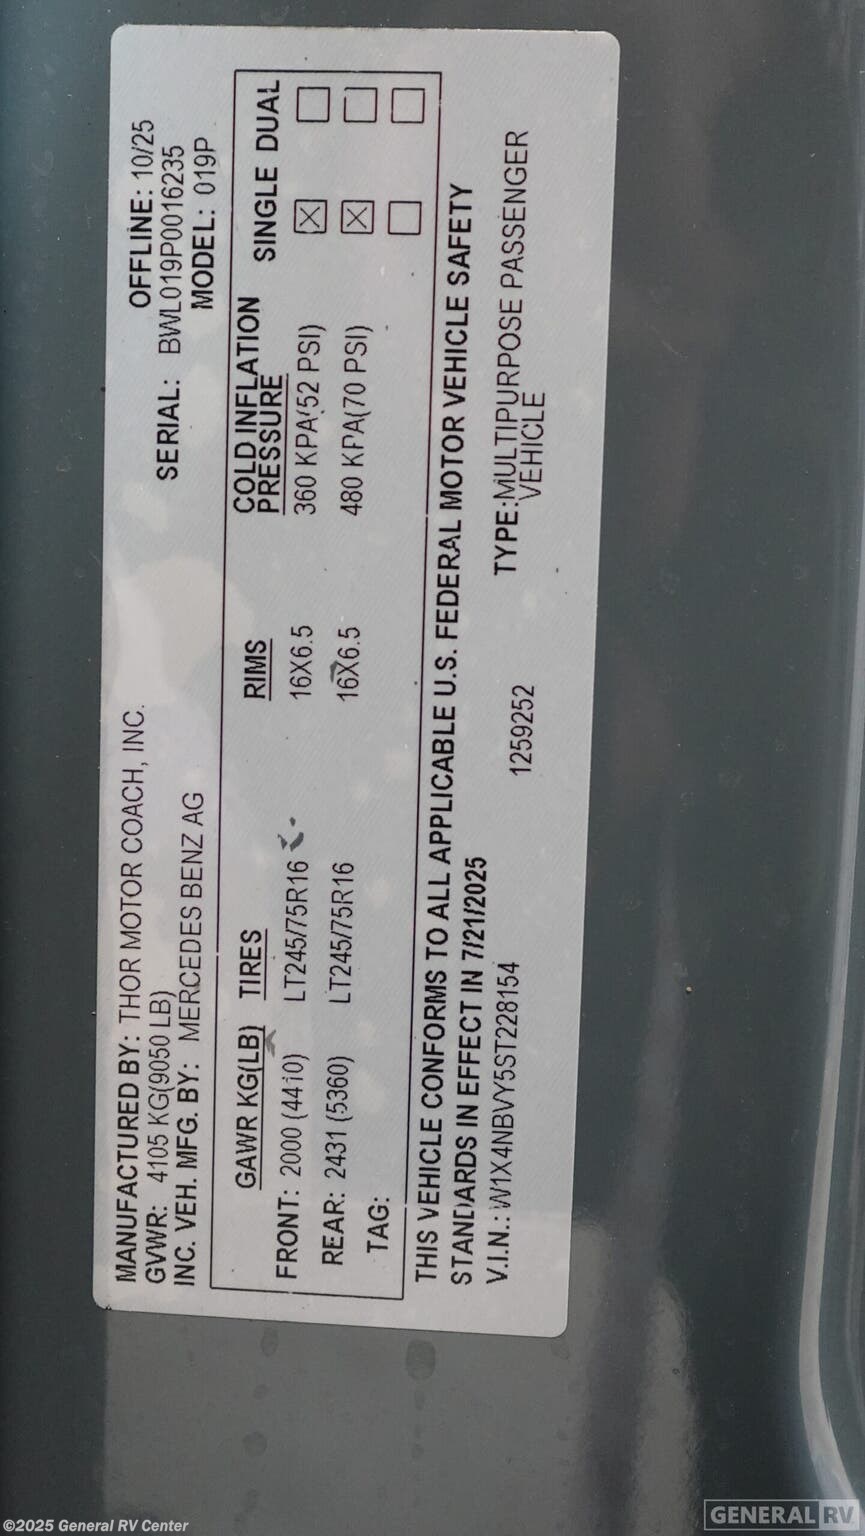 MANUFACTURED BY: THOR MOTOR COACH, INC.
OFFLINE: 10/25
GVWR: 4105 KG(9050 LB)
SERIAL: BWL019P0016235
INC. VEH. MFG. BY: MERCEDES BENZ AG
MODEL: 019P
GAWR KG(LB) TIRES RIMS COLD INFLATION PRESSURE SINGLE DUAL
FRONT: 2000 (4410) LT245/75R16 16X6.5 360 KPA(52 PSI) ☒ ☐
REAR: 2431 (5360) LT245/75R16 16X6.5 480 KPA(70 PSI) ☒ ☐
TAG: ☐ ☐
THIS VEHICLE CONFORMS TO ALL APPLICABLE U.S. FEDERAL MOTOR VEHICLE SAFETY
STANDARDS IN EFFECT IN 7/21/2025
V.I.N.: W1X4NBVY5ST228154 1259252 TYPE:MULTIPURPOSE PASSENGER
VEHICLE
©2025 General RV Center
GENERAL RV